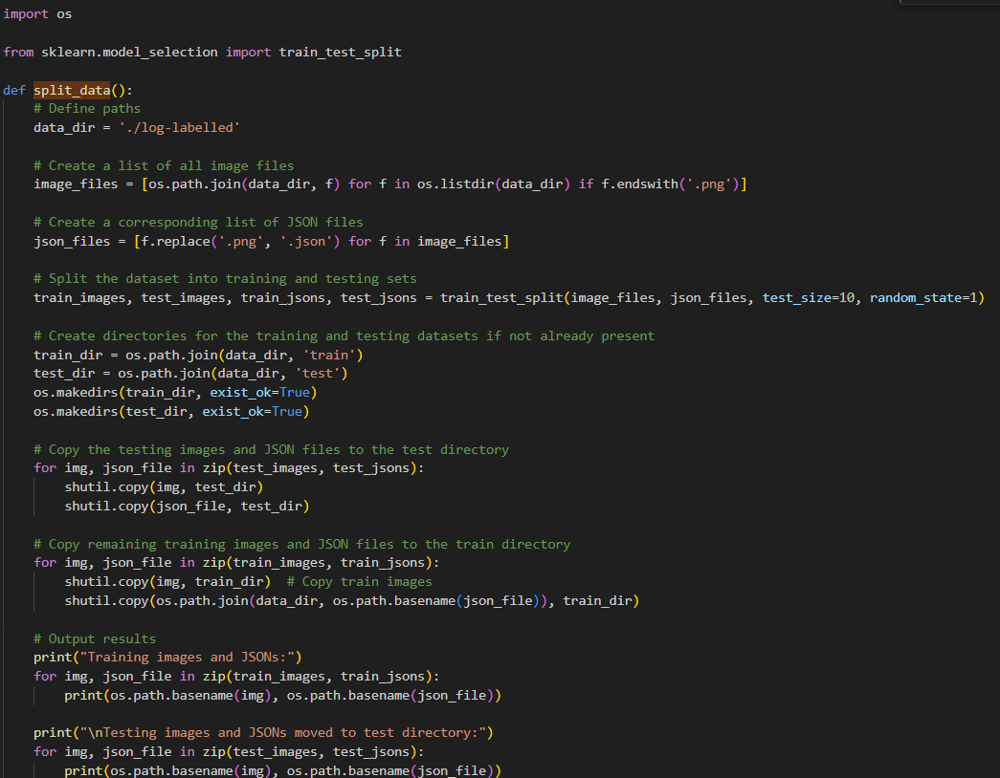 import os
from sklearn.model_selection import train_test_split
def split_data():
# Define paths
data_dir = './log-labelled'
# Create a list of all image files
image_files = [os.path.join(data_dir, f) for f in os.listdir(data_dir) if f.endswith('.png')]
# Create a corresponding list of JSON files
json_files = [f.replace('.png', '.json') for f in image_files]
# Split the dataset into training and testing sets
train_images, test_images, train_jsons, test_jsons = train_test_split(image_files, json_files, test_size=10, random_state=1)
# Create directories for the training and testing datasets if not already present
train_dir = os.path.join(data_dir, 'train')
test_dir = os.path.join(data_dir, 'test')
os.makedirs(train_dir, exist_ok=True)
os.makedirs(test_dir, exist_ok=True)
# Copy the testing images and JSON files to the test directory
for img, json_file in zip(test_images, test_jsons):
shutil.copy(img, test_dir)
shutil.copy(json_file, test_dir)
# Copy remaining training images and JSON files to the train directory
for img, json_file in zip(train_images, train_jsons):
shutil.copy(img, train_dir)  # Copy train images
shutil.copy(os.path.join(data_dir, os.path.basename(json_file)), train_dir)
# Output results
print("Training images and JSONs:")
for img, json_file in zip(train_images, train_jsons):
print(os.path.basename(img), os.path.basename(json_file))
print("\nTesting images and JSONs moved to test directory:")
for img, json_file in zip(test_images, test_jsons):
print(os.path.basename(img), os.path.basename(json_file))